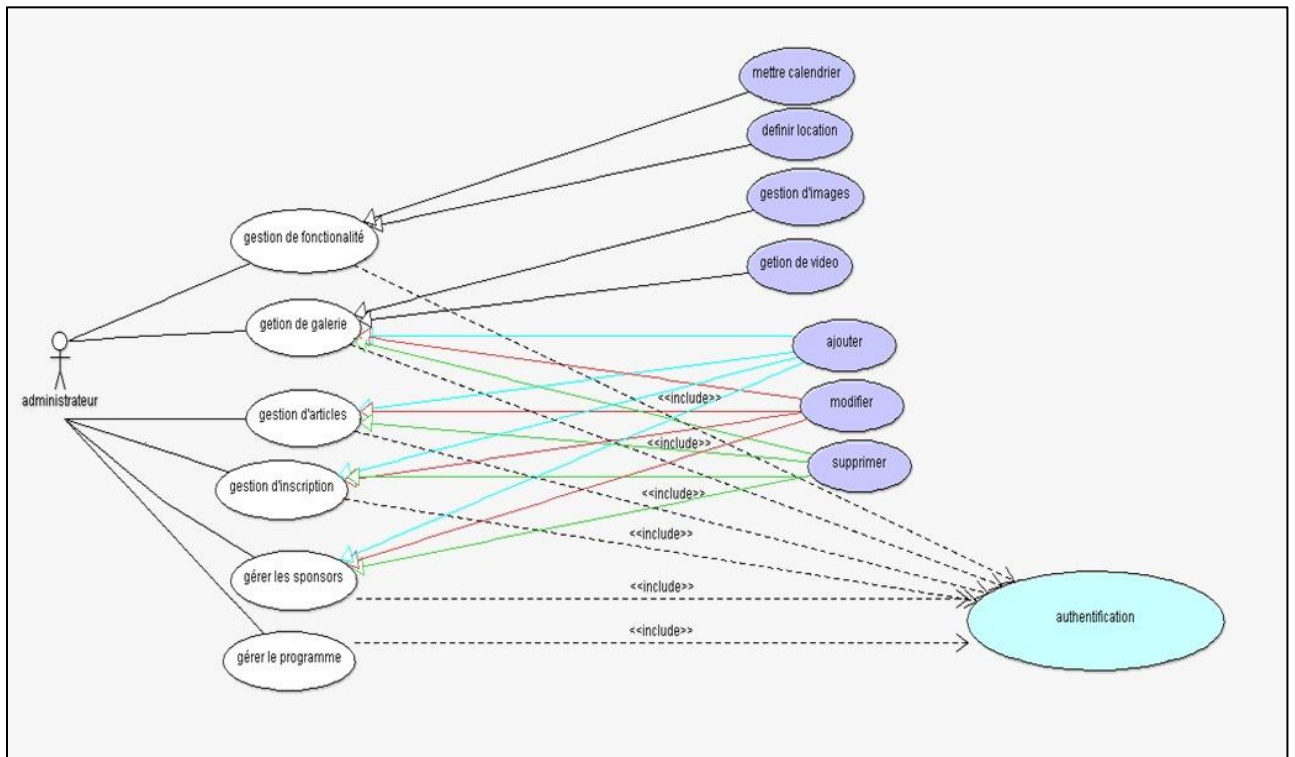 mettre calendrier
definir location
gestion d'images
getion de video
gestion de fonctionalité
getion de galerie
administrateur
ajouter
modifier
supprimer
gestion d'articles
gestion d'inscription
gérer les sponsors
gérer le programme
<<include>>
<<include>>
<<include>>
<<include>>
<<include>>
<<include>>
authentification